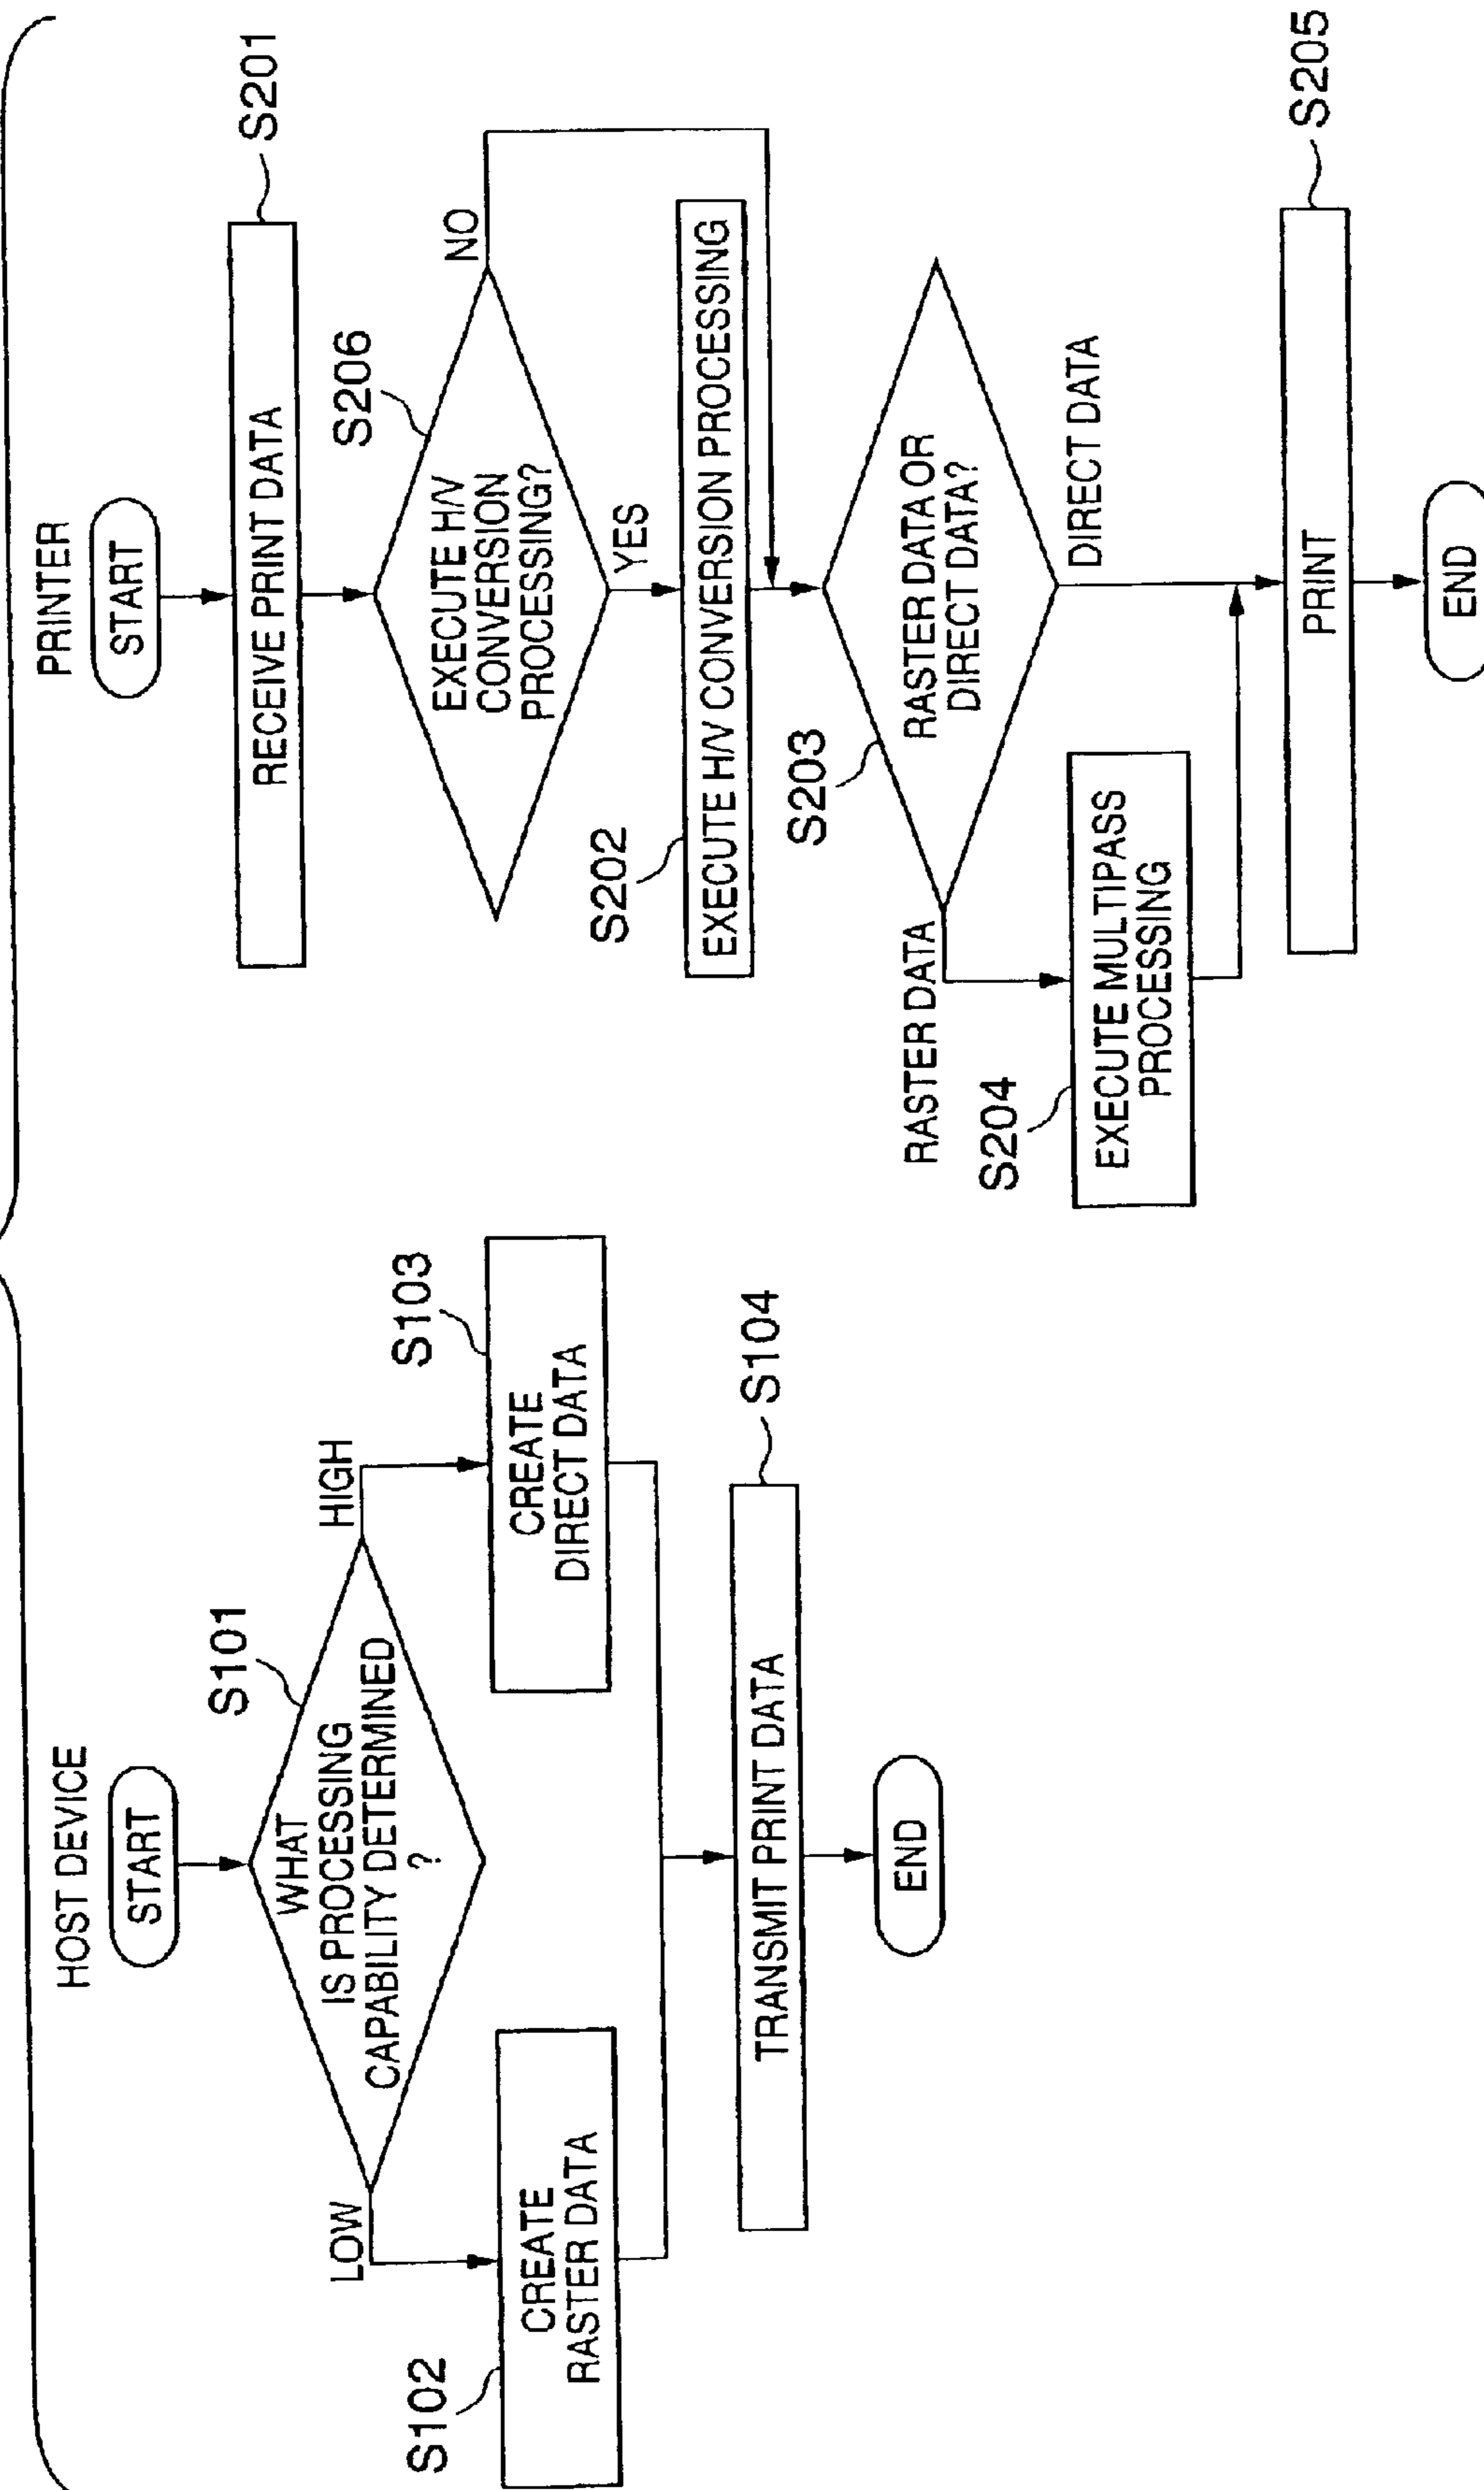 HOST DEVICE
START
S101
WHAT
IS PROCESSING
CAPABILITY DETERMINED
?
LOW
HIGH
S102
CREATE
RASTER DATA
S103
CREATE
DIRECT DATA
S104
TRANSMIT PRINT DATA
END
PRINTER
START
S201
RECEIVE PRINT DATA
S206
EXECUTE H/V
CONVERSION
PROCESSING?
NO
YES
S202
EXECUTE H/V CONVERSION PROCESSING
S203
RASTER DATA OR
DIRECT DATA?
RASTER DATA
DIRECT DATA
S204
EXECUTE MULTIPASS
PROCESSING
S205
PRINT
END